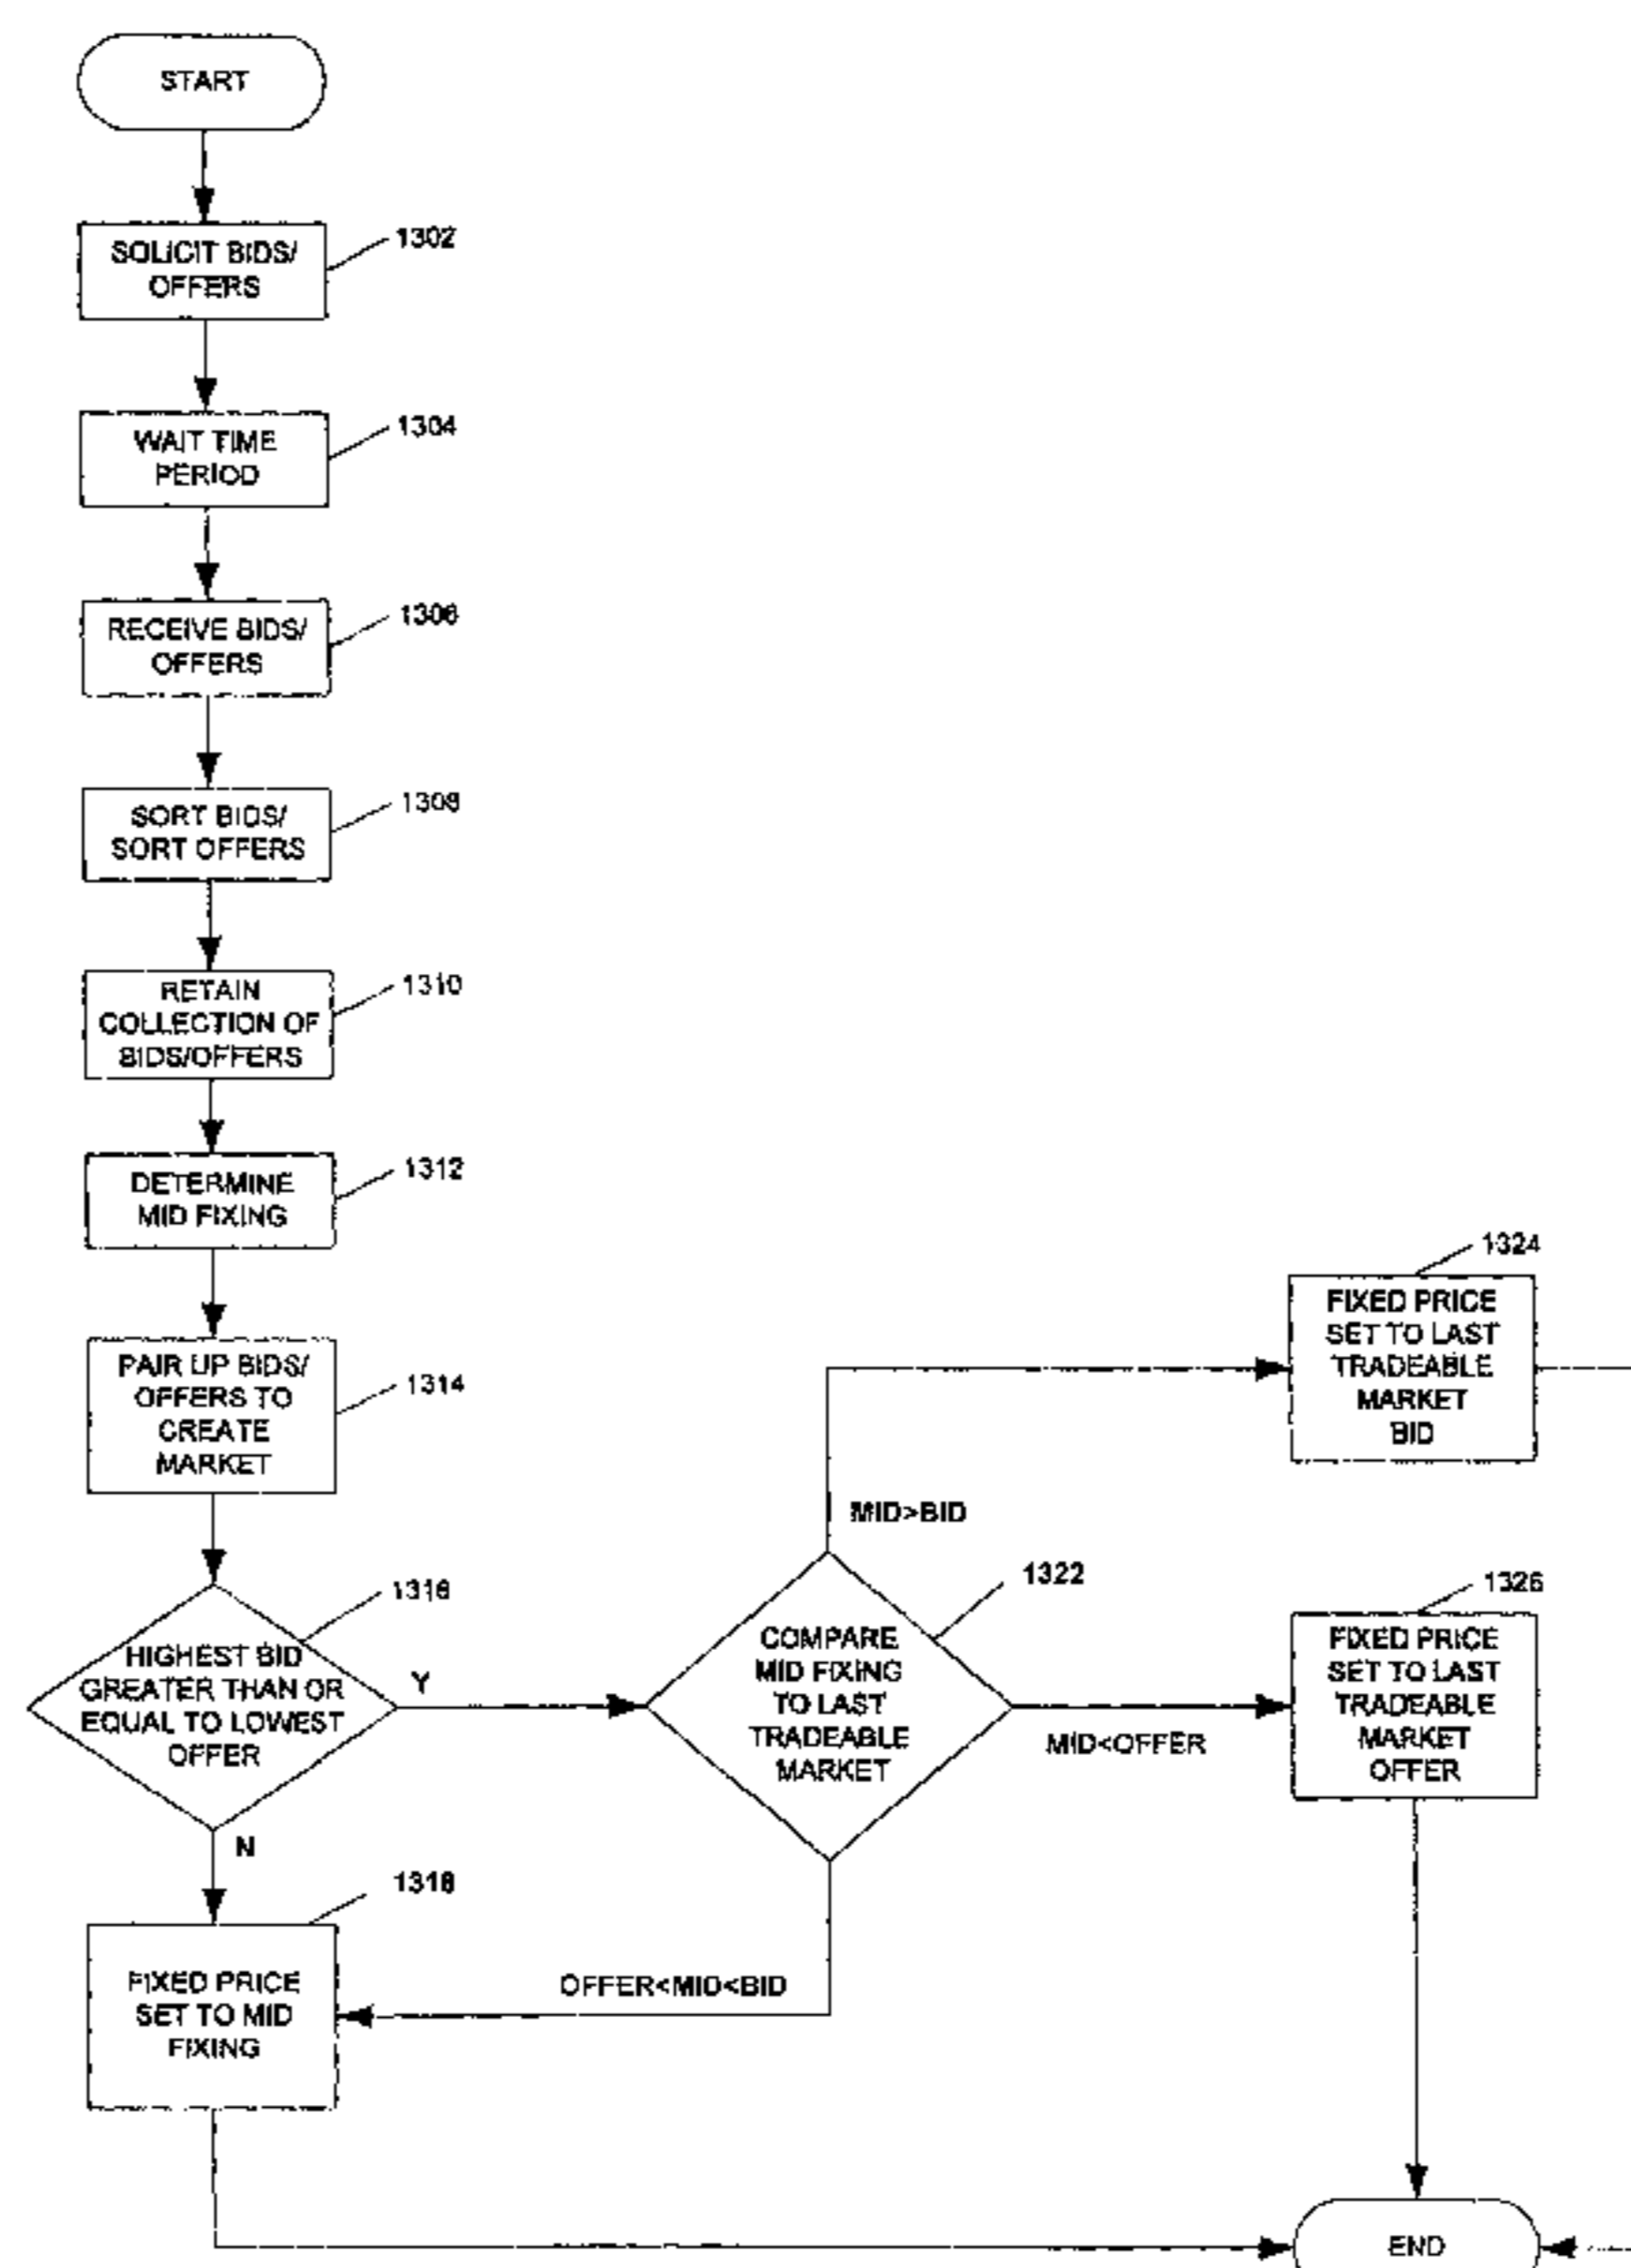 START
SOLICIT BIDS/
OFFERS
1302
WAIT TIME
PERIOD
1304
RECEIVE BIDS/
OFFERS
1306
SORT BIDS/
SORT OFFERS
1308
RETAIN
COLLECTION OF
BIDS/OFFERS
1310
DETERMINE
MID FIXING
1312
PAIR UP BIDS/
OFFERS TO
CREATE
MARKET
1314
HIGHEST BID
GREATER THAN OR
EQUAL TO LOWEST
OFFER
1316
Y
N
COMPARE
MID FIXING
TO LAST
TRADEABLE
MARKET
1322
MID>BID
FIXED PRICE
SET TO LAST
TRADEABLE
MARKET
BID
1324
MID<OFFER
FIXED PRICE
SET TO LAST
TRADEABLE
MARKET
OFFER
1326
OFFER<MID<BID
FIXED PRICE
SET TO MID
FIXING
1318
END